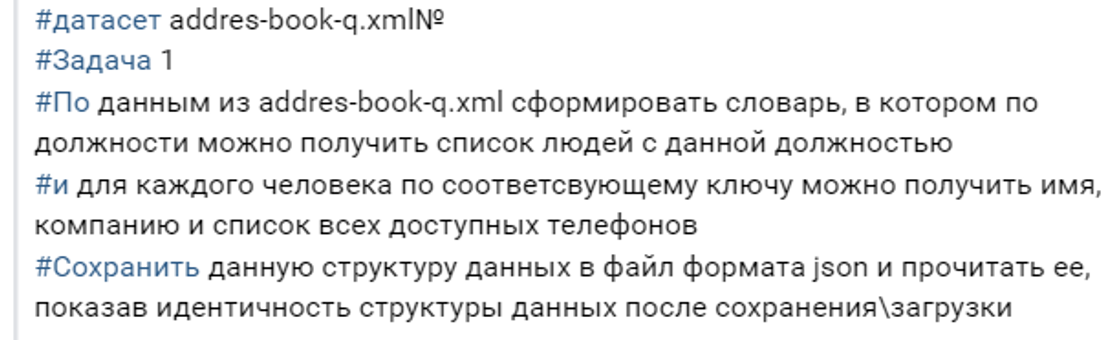 #датасет addres-book-q.xml№
#Задача 1
#По данным из addres-book-q.xml сформировать словарь, в котором по
должности можно получить список людей с данной должностью
#и для каждого человека по соответсвующему ключу можно получить имя,
компанию и список всех доступных телефонов
#Сохранить данную структуру данных в файл формата json и прочитать ее,
показав идентичность структуры данных после сохранения\загрузки